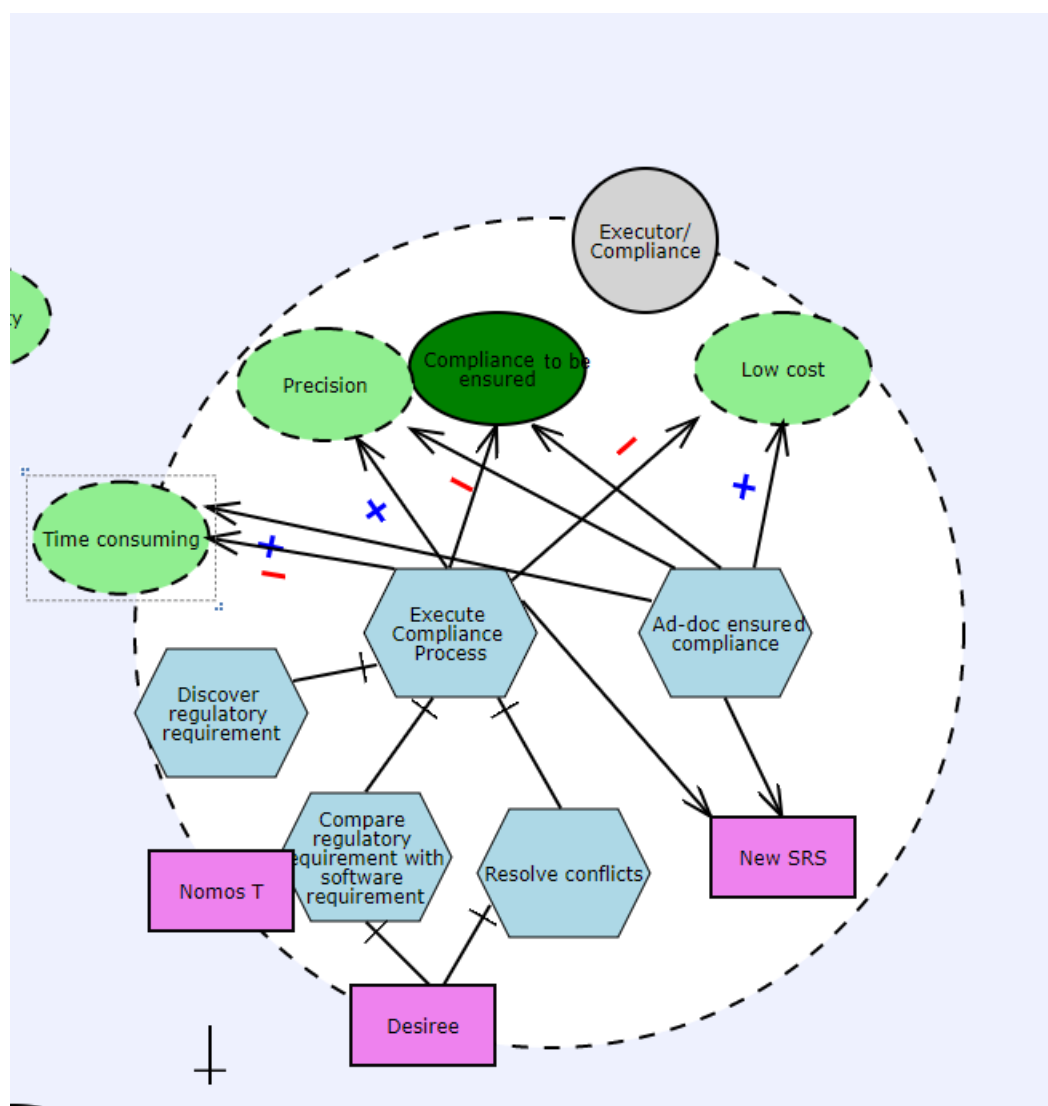 Executor/
Compliance
ty
Precision
Compliance to be
ensured
Low cost
Time consuming
+
+
+
Execute
Compliance
Process
Ad-doc ensured
compliance
Discover
regulatory
requirement
Compare
regulatory
requirement with
software
requirement
Resolve conflicts
New SRS
Nomos T
Desiree